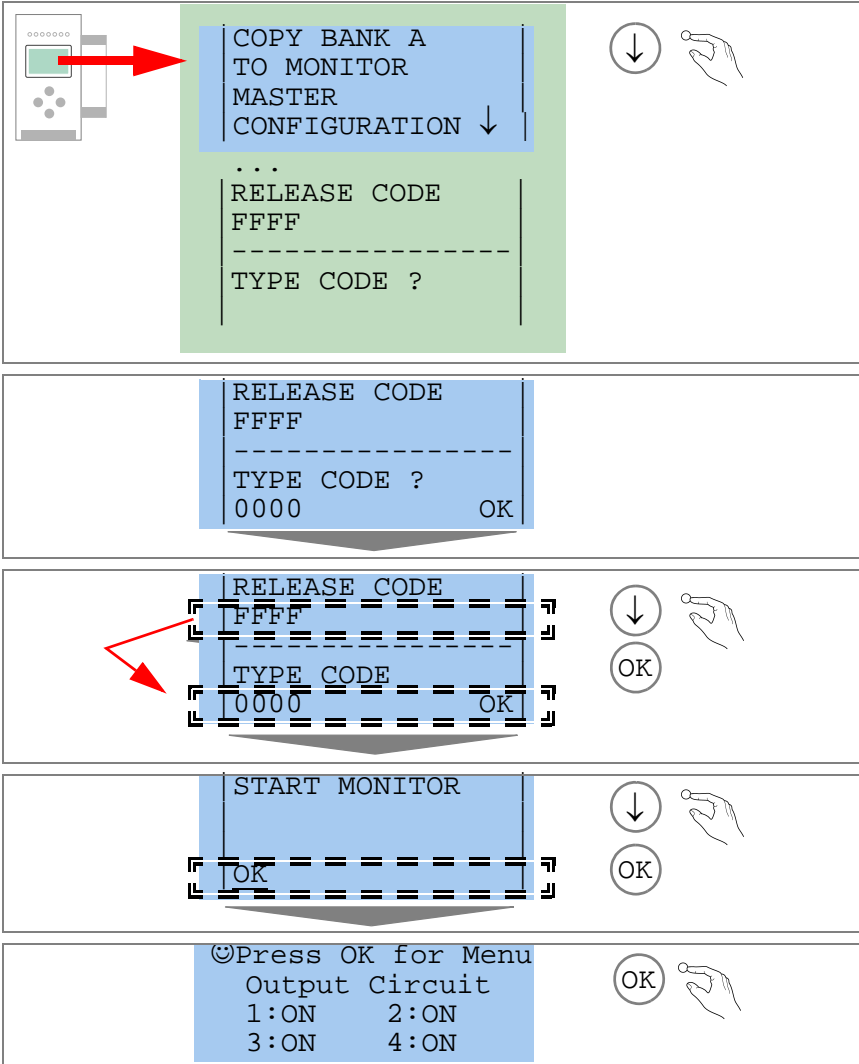 COPY BANK A
TO MONITOR
MASTER
CONFIGURATION ↓
...
RELEASE CODE
FFFF
----------------
TYPE CODE ?
↓
RELEASE CODE
FFFF
----------------
TYPE CODE ?
0000 OK
RELEASE CODE
FFFF
----------------
TYPE CODE
0000 OK
↓
OK
START MONITOR
OK
↓
OK
☺Press OK for Menu
Output Circuit
1:ON 2:ON
3:ON 4:ON
OK